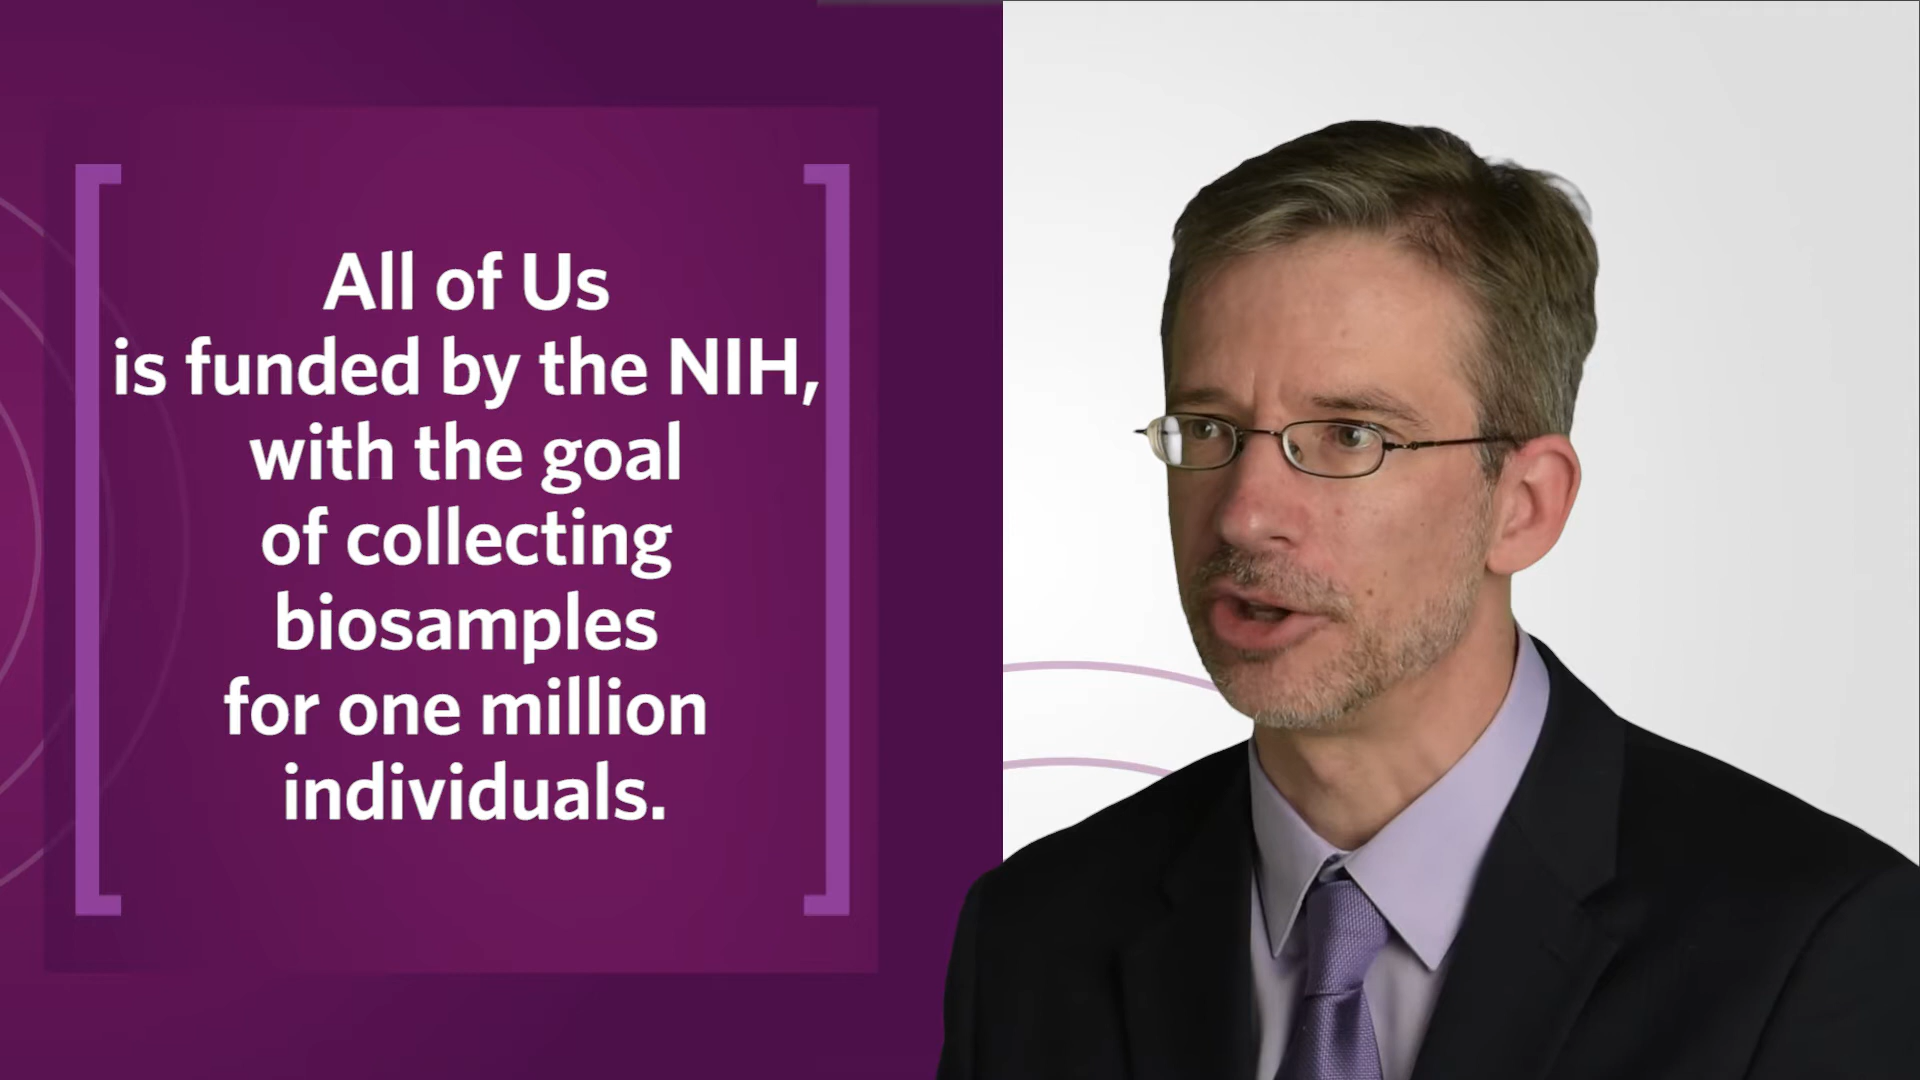 All of Us
is funded by the NIH,
with the goal
of collecting
biosamples
for one million
individuals.